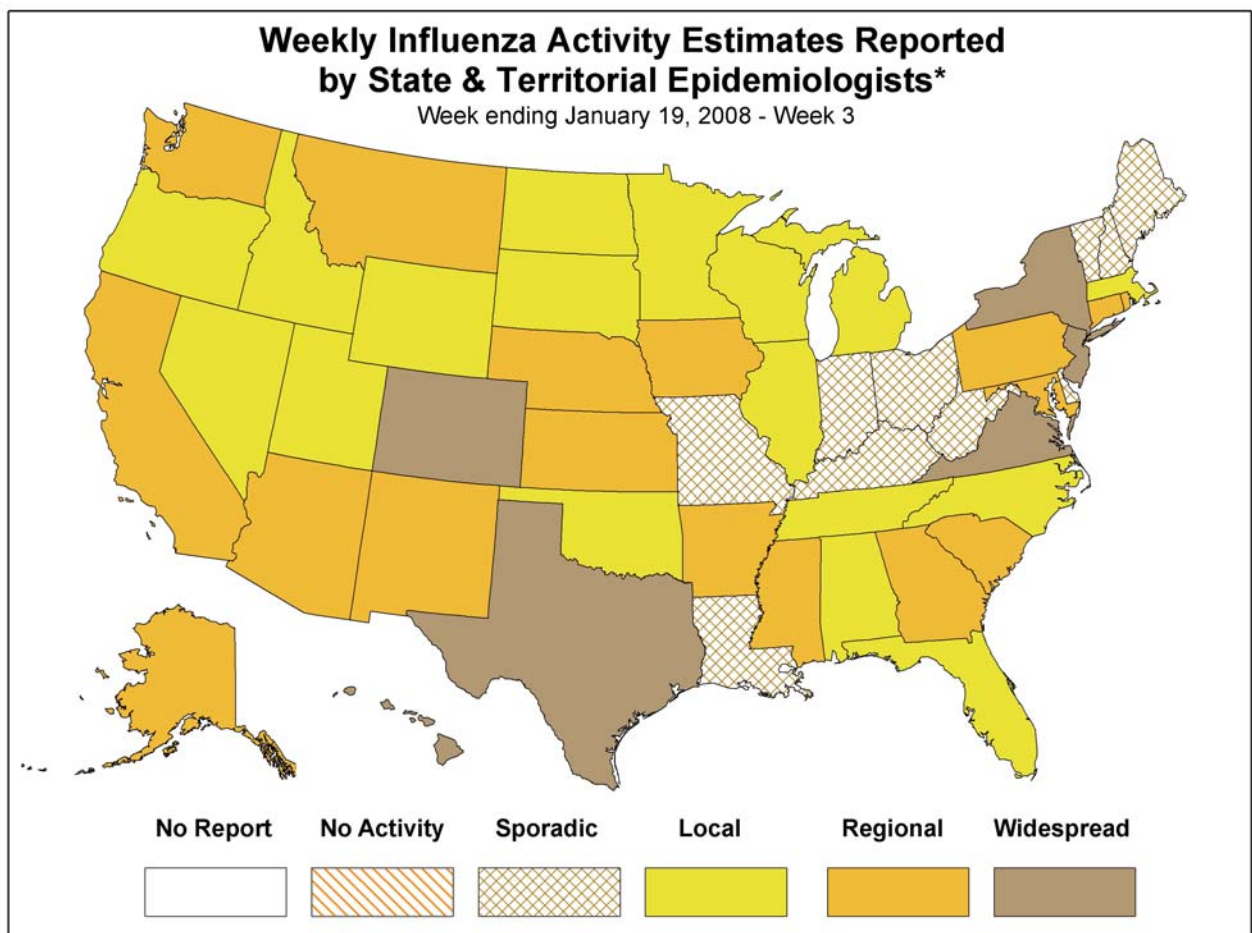 Weekly Influenza Activity Estimates Reported
by State & Territorial Epidemiologists*
Week ending January 19, 2008 - Week 3
No Report No Activity Sporadic Local Regional Widespread